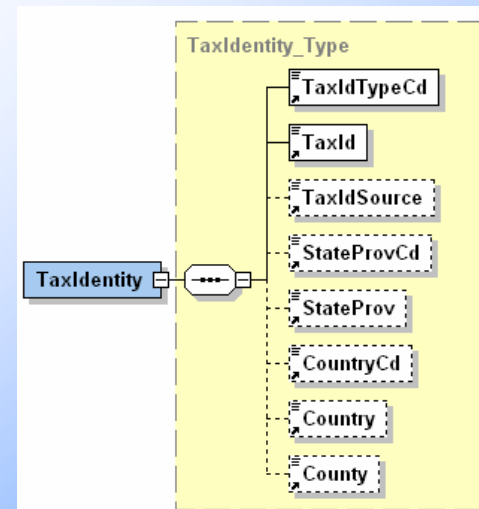 TaxIdentity_Type
TaxIdTypeCd
TaxId
TaxIdSource
StateProvCd
TaxIdentity
StateProv
CountryCd
Country
County